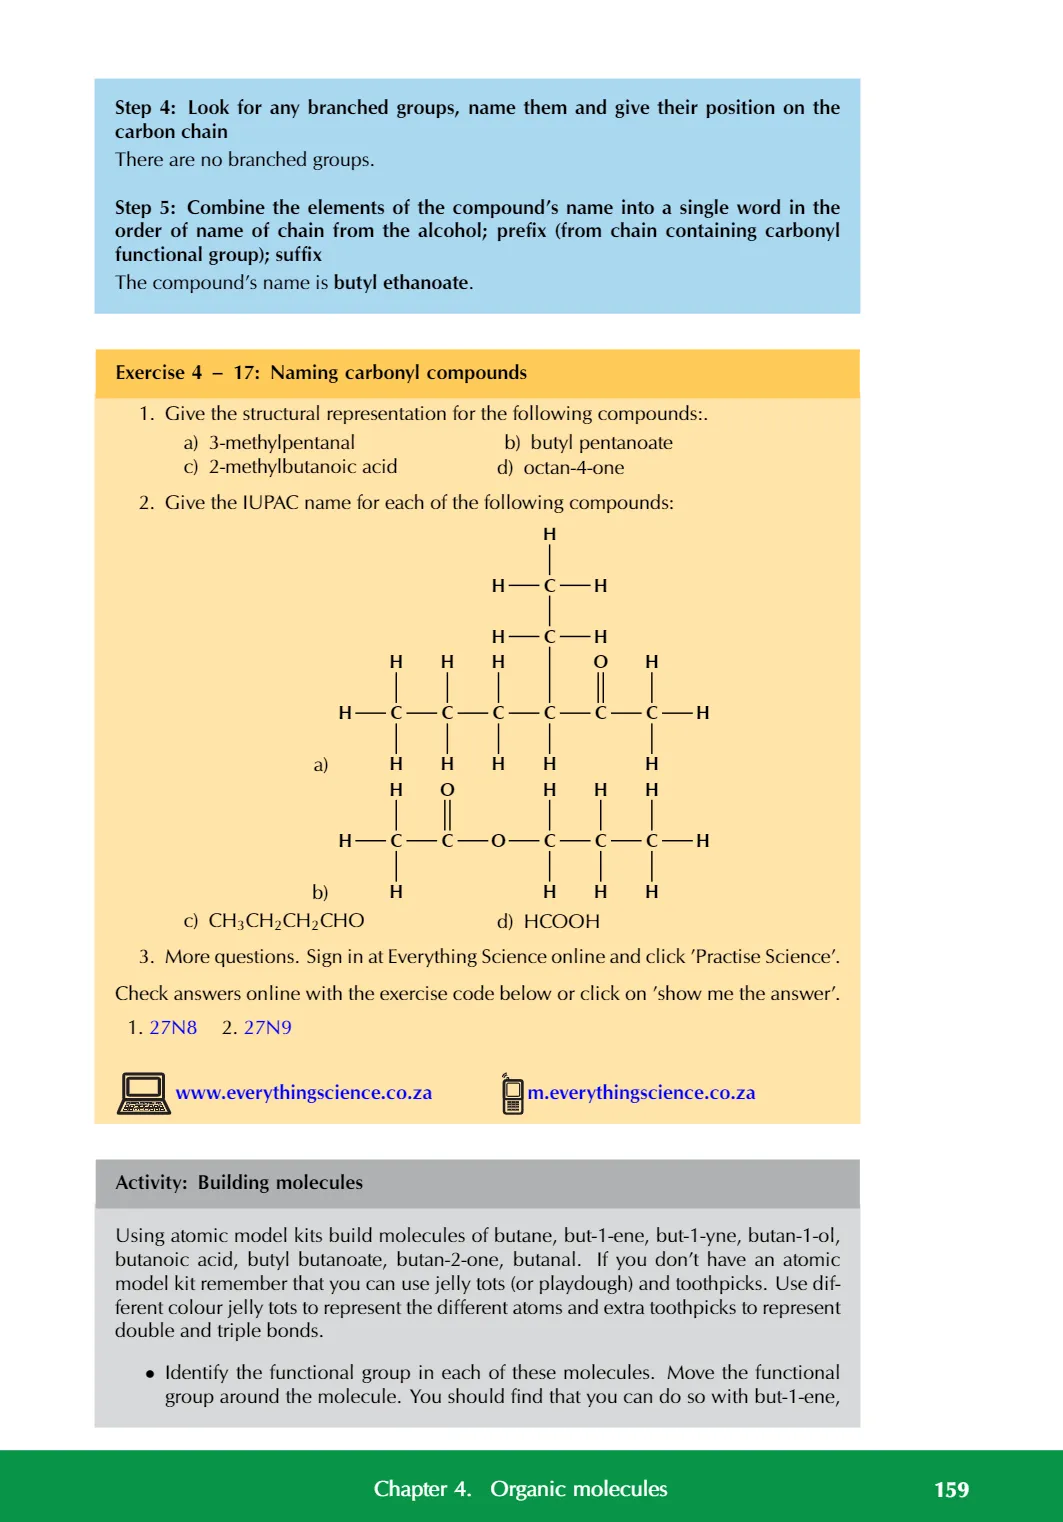 Step 4: Look for any branched groups, name them and give their position on the
carbon chain
There are no branched groups.
Step 5: Combine the elements of the compound's name into a single word in the
order of name of chain from the alcohol; prefix (from chain containing carbonyl
functional group); suffix
The compound's name is butyl ethanoate.
Exercise 4 – 17: Naming carbonyl compounds
1. Give the structural representation for the following compounds:.
a) 3-methylpentanal b) butyl pentanoate
c) 2-methylbutanoic acid d) octan-4-one
2. Give the IUPAC name for each of the following compounds:
H
H C H
H C H
H H H O H
H C C C C C C H
a) H H H H H
H O H H H
H C C O C C C H
b) H H H H
c) CH₃CH₂CH₂CHO d) HCOOH
3. More questions. Sign in at Everything Science online and click ’Practise Science’.
Check answers online with the exercise code below or click on ’show me the answer’.
1. 27N8 2. 27N9
www.everythingscience.co.za m.everythingscience.co.za
Activity: Building molecules
Using atomic model kits build molecules of butane, but-1-ene, but-1-yne, butan-1-ol,
butanoic acid, butyl butanoate, butan-2-one, butanal. If you don't have an atomic
model kit remember that you can use jelly tots (or playdough) and toothpicks. Use dif-
ferent colour jelly tots to represent the different atoms and extra toothpicks to represent
double and triple bonds.
• Identify the functional group in each of these molecules. Move the functional
group around the molecule. You should find that you can do so with but-1-ene,
Chapter 4. Organic molecules 159